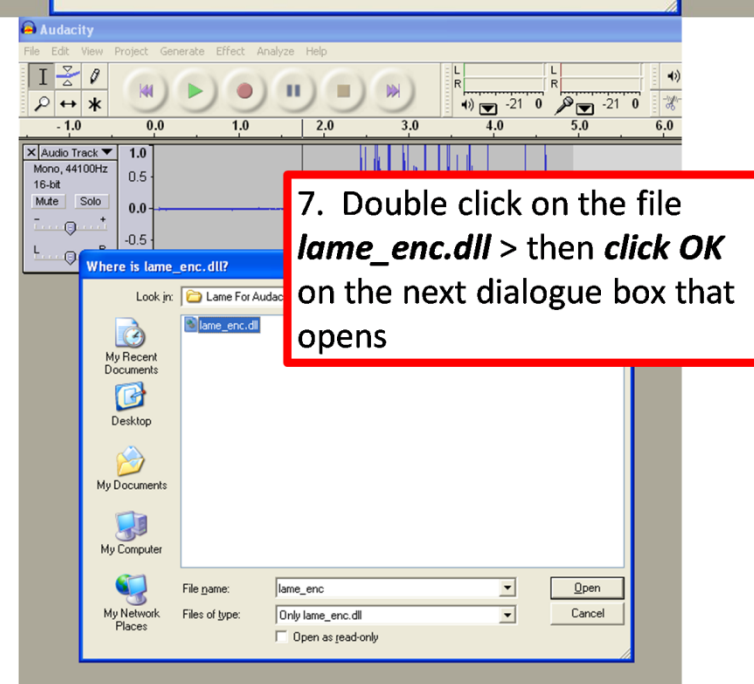 Audacity
File Edit View Project Generate Effect Analyze Help
L
R
L
R
-21 0
-21 0
- 1.0 0.0 1.0 2.0 3.0 4.0 5.0 6.0
Audio Track
Mono, 44100Hz
16-bit
Mute Solo
- +
L R
1.0
0.5
0.0
-0.5
7. Double click on the file
lame_enc.dll > then click OK
on the next dialogue box that
opens
Where is lame_enc.dll?
Look in: Lame For Audac
lame_enc.dll
My Recent
Documents
Desktop
My Documents
My Computer
My Network
Places
File name: lame_enc Open
Files of type: Only lame_enc.dll Cancel
Open as read-only